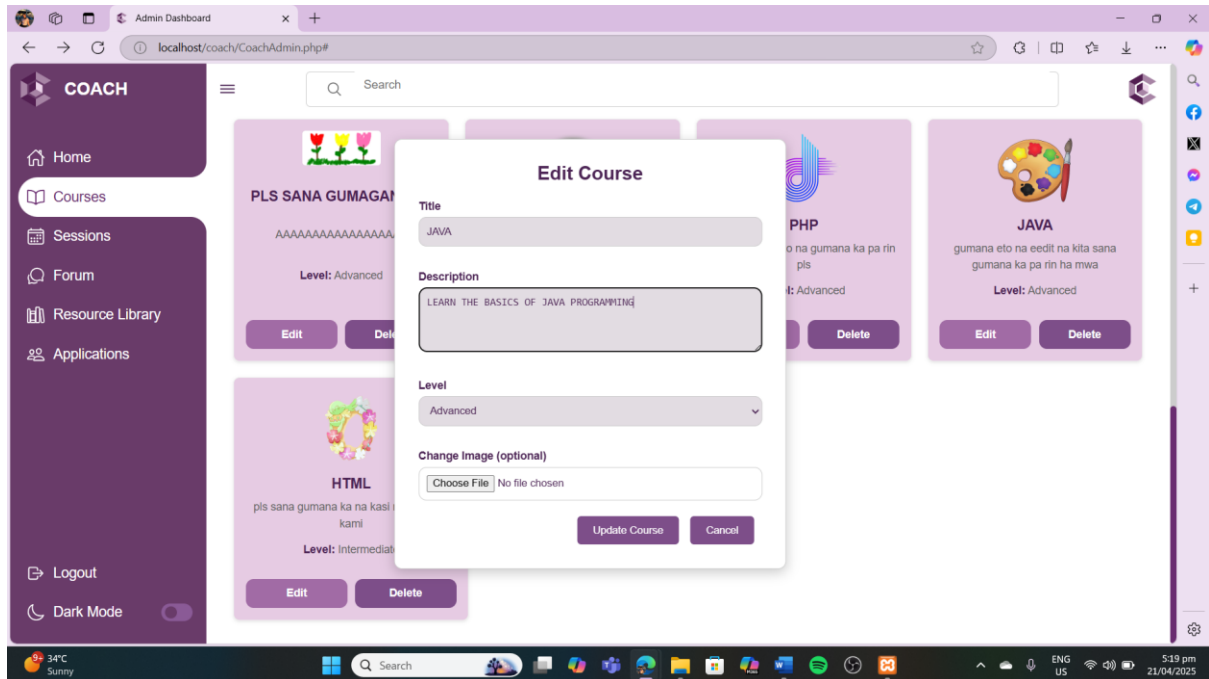 Admin Dashboard
localhost/coach/CoachAdmin.php#
COACH
Search
Home
Courses
Sessions
Forum
Resource Library
Applications
Logout
Dark Mode
PLS SANA GUMAGAN
Level: Advanced
Edit
PHP
o na gumana ka pa rin
pls
Advanced
Delete
JAVA
gumana eto na eedit na kita sana
gumana ka pa rin ha mwa
Level: Advanced
Edit
Delete
HTML
pls sana gumana ka na kasi
kami
Level: Intermediat
Edit
Delete
Edit Course
Title
JAVA
Description
LEARN THE BASICS OF JAVA PROGRAMMING
Level
Advanced
Change Image (optional)
Choose File No file chosen
Update Course
Cancel
9+
34°C
Sunny
Search
ENG
US
5:19 pm
21/04/2025